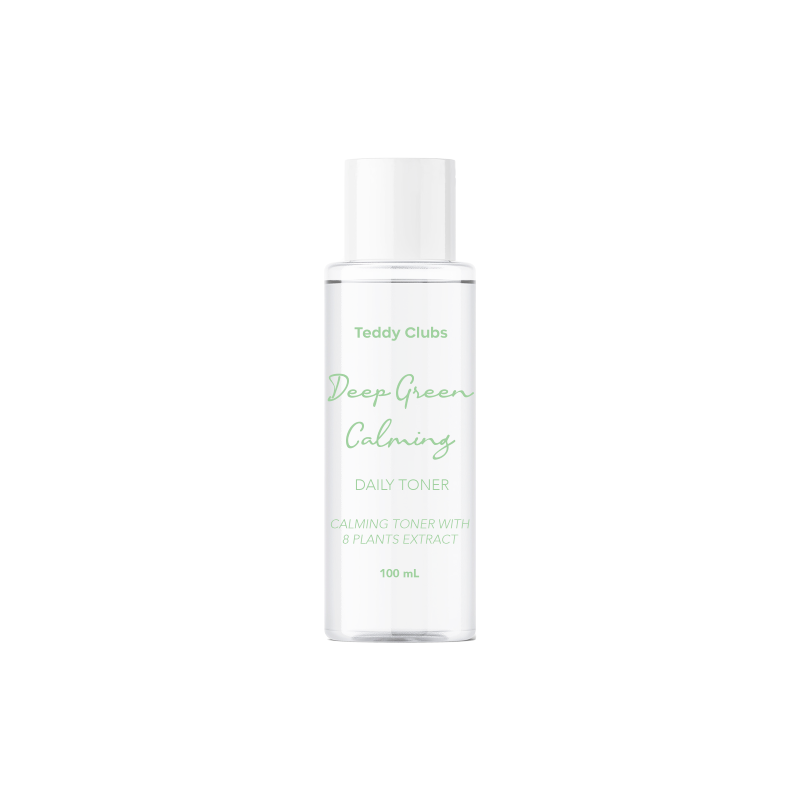 Teddy Clubs
Deep Green
Calming
DAILY TONER
CALMING TONER WITH
8 PLANTS EXTRACT
100 mL